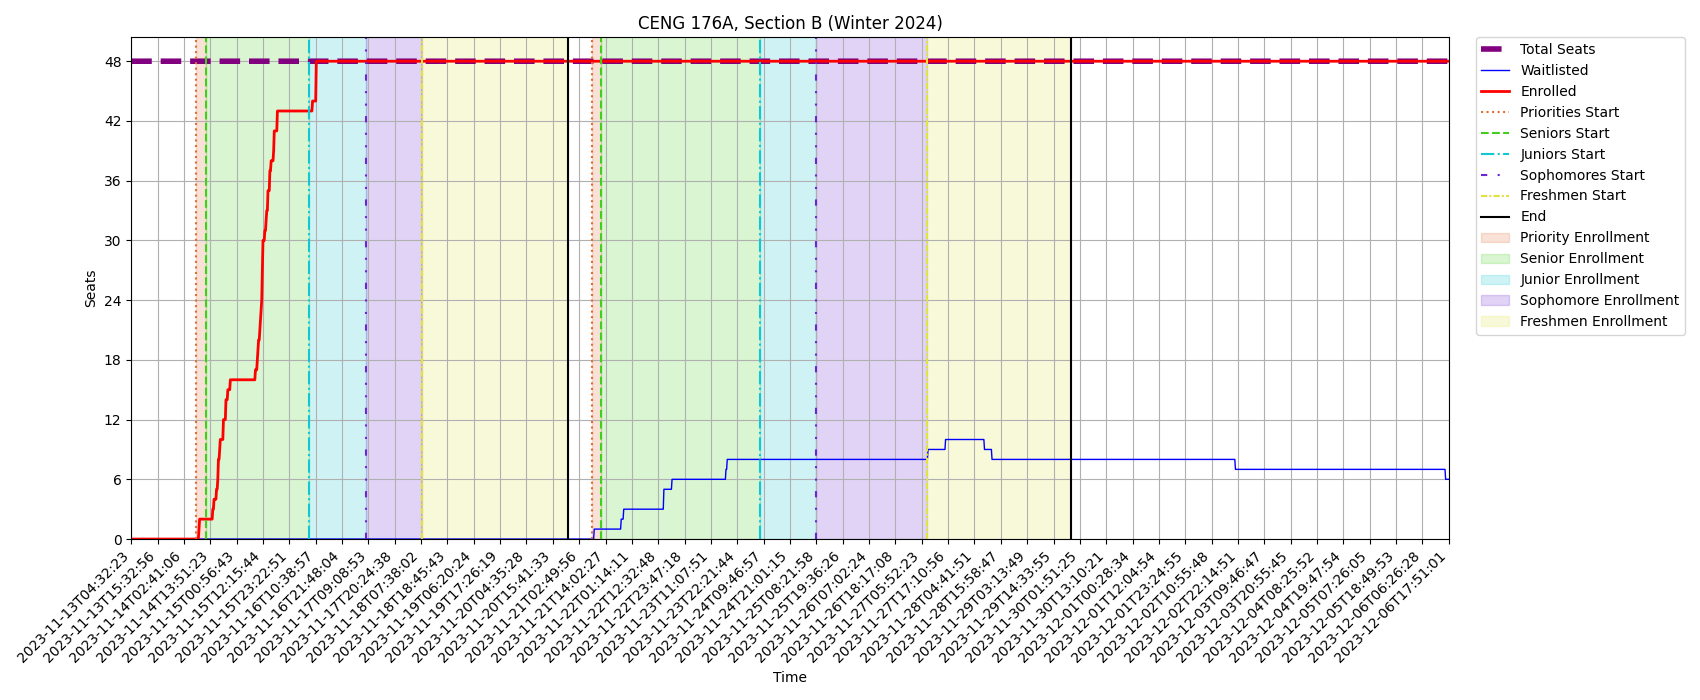 CENG 176A, Section B (Winter 2024)
Seats
48
42
36
30
24
18
12
6
0
2023-11-13T04:32:23
2023-11-13T15:32:56
2023-11-14T02:41:06
2023-11-14T13:51:23
2023-11-15T00:56:43
2023-11-15T12:15:44
2023-11-15T23:22:51
2023-11-16T10:38:57
2023-11-16T21:48:04
2023-11-17T09:08:53
2023-11-17T20:24:38
2023-11-18T07:38:02
2023-11-18T18:45:43
2023-11-19T06:20:24
2023-11-19T17:26:19
2023-11-20T04:35:28
2023-11-20T15:41:33
2023-11-21T02:49:56
2023-11-21T14:02:27
2023-11-22T01:14:11
2023-11-22T12:32:48
2023-11-22T23:47:18
2023-11-23T11:07:51
2023-11-23T22:21:44
2023-11-24T09:46:57
2023-11-24T21:01:15
2023-11-25T08:21:58
2023-11-25T19:36:26
2023-11-26T07:02:24
2023-11-26T18:17:08
2023-11-27T05:52:23
2023-11-27T17:10:56
2023-11-28T04:41:51
2023-11-28T15:58:47
2023-11-29T03:13:49
2023-11-29T14:33:55
2023-11-30T01:51:25
2023-11-30T13:10:21
2023-12-01T00:28:34
2023-12-01T12:04:54
2023-12-01T23:24:55
2023-12-02T10:55:48
2023-12-02T22:14:51
2023-12-03T09:46:47
2023-12-03T20:55:45
2023-12-04T08:25:52
2023-12-04T19:47:54
2023-12-05T07:26:05
2023-12-05T18:49:53
2023-12-06T06:26:28
2023-12-06T17:51:01
Time
Total Seats
Waitlisted
Enrolled
Priorities Start
Seniors Start
Juniors Start
Sophomores Start
Freshmen Start
End
Priority Enrollment
Senior Enrollment
Junior Enrollment
Sophomore Enrollment
Freshmen Enrollment